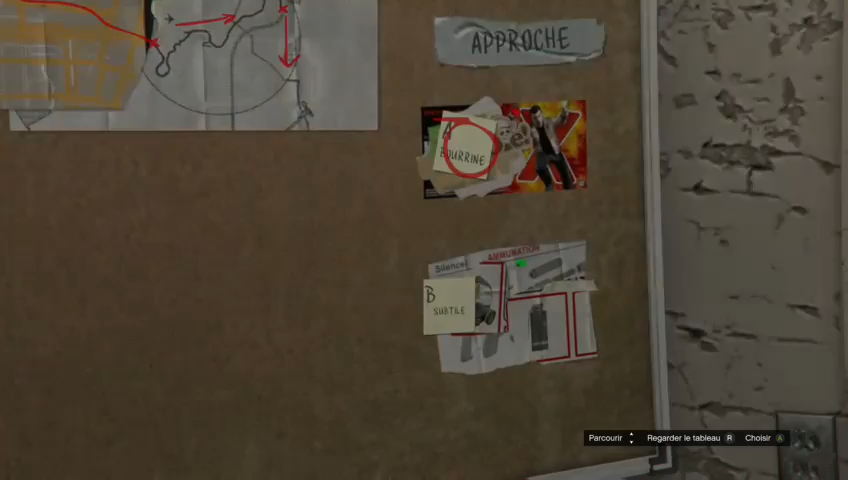 APPROCHE
A
BOURRINE
X
Silence
AMMUNATION
B
SUBTILE
Parcourir
Regarder le tableau R
Choisir A